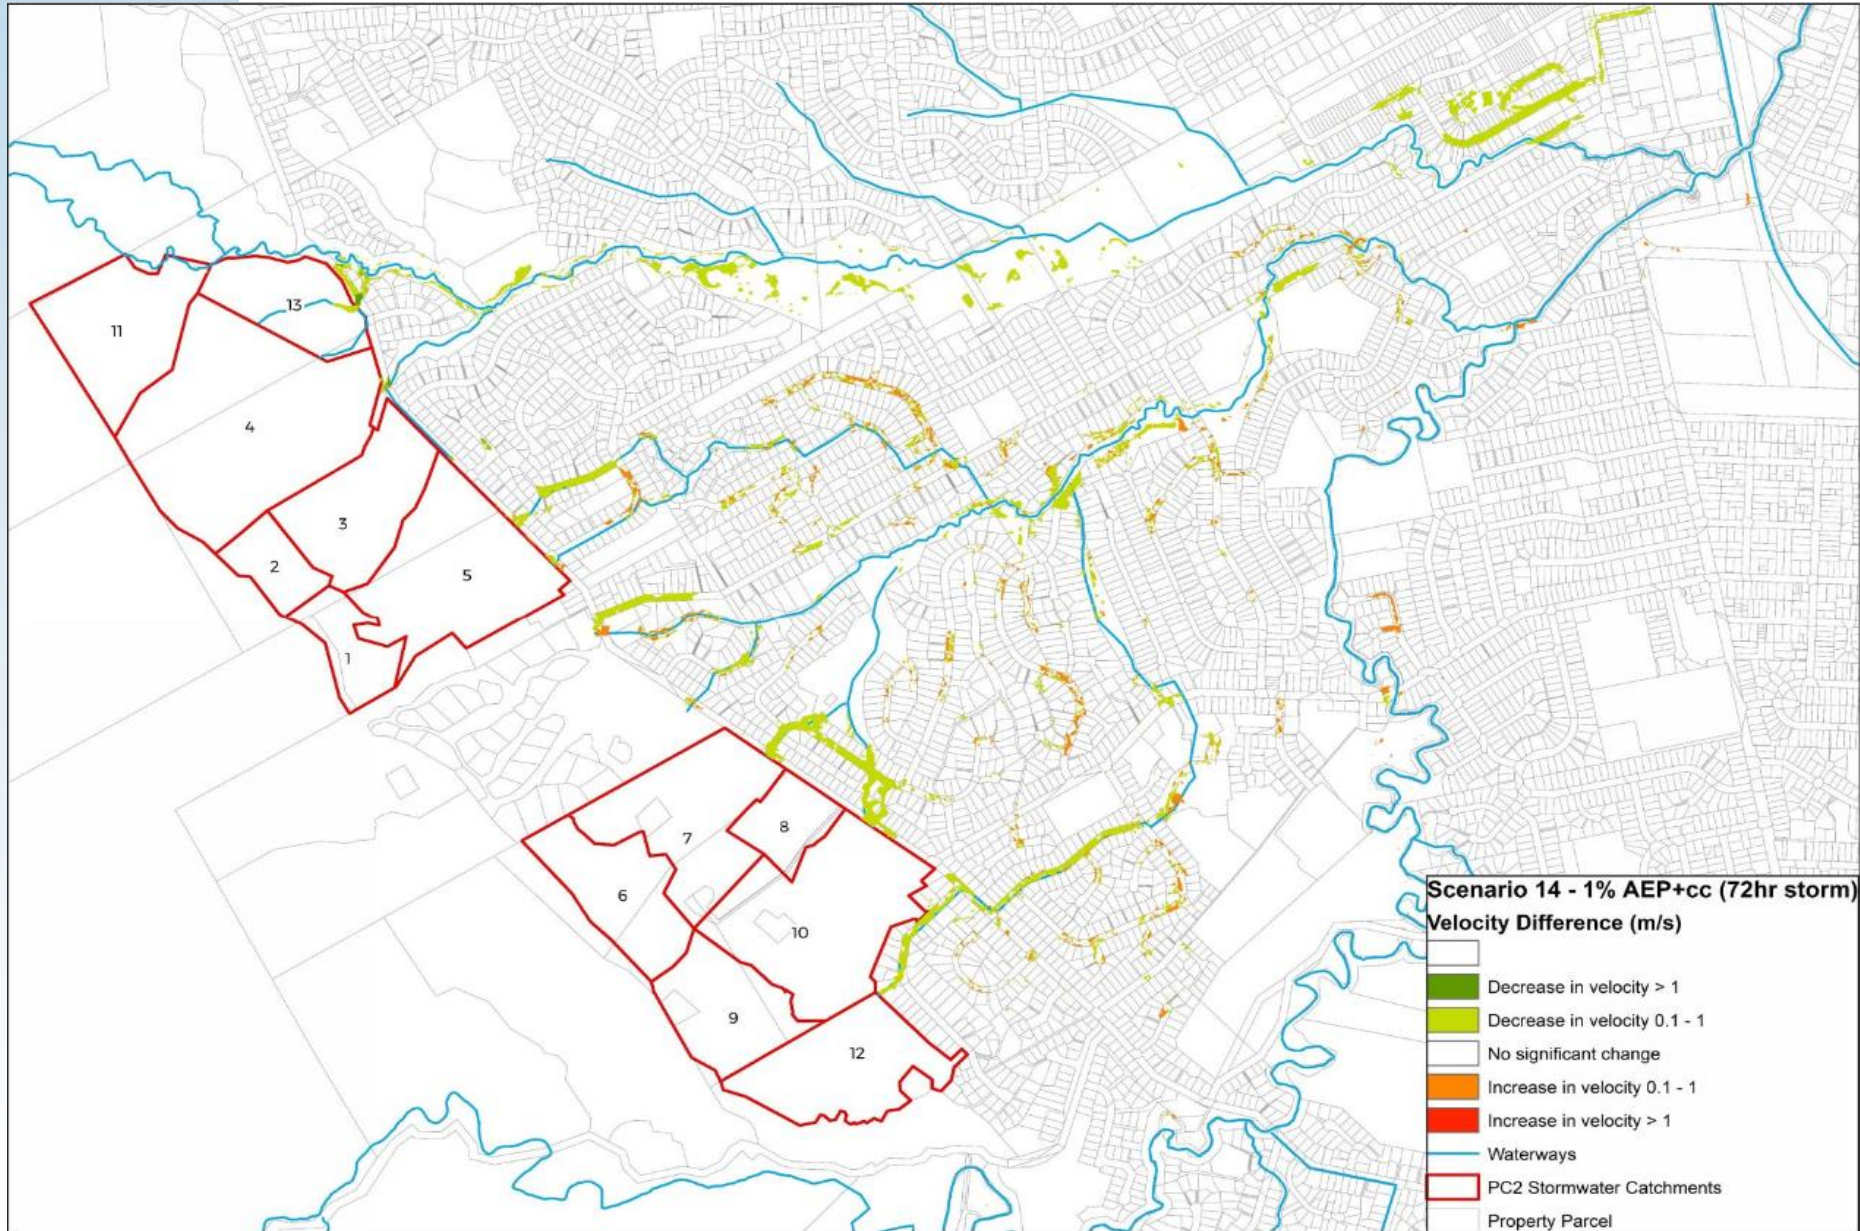 13
11
4
3
2
5
1
8
7
6
10
9
12
Scenario 14 - 1% AEP+cc (72hr storm)
Velocity Difference (m/s)
Decrease in velocity > 1
Decrease in velocity 0.1 - 1
No significant change
Increase in velocity 0.1 - 1
Increase in velocity > 1
Waterways
PC2 Stormwater Catchments
Property Parcel